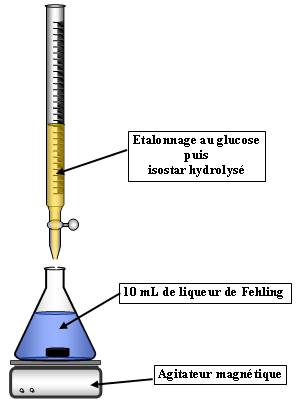 Etalonnage au glucose
puis
isostar hydrolysé
10 mL de liqueur de Fehling
Agitateur magnétique